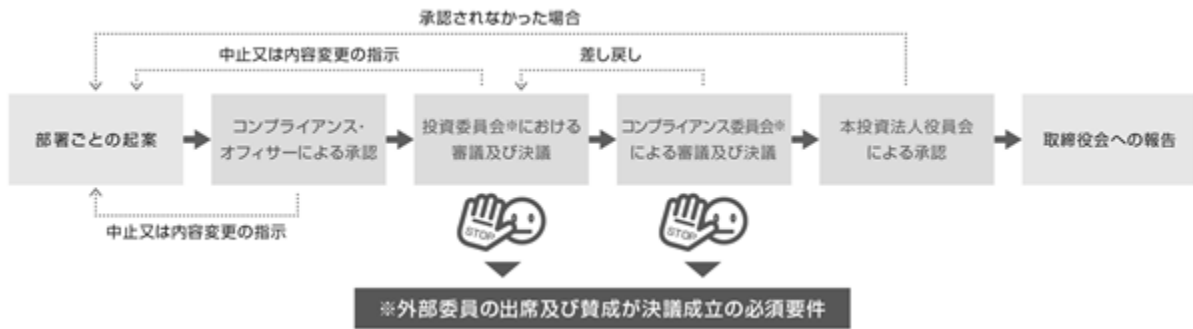 承認されなかった場合
中止又は内容変更の指示
差し戻し
部署ごとの起案
コンプライアンス・
オフィサーによる承認
投資委員会※における
審議及び決議
コンプライアンス委員会※
による審議及び決議
本投資法人役員会
による承認
取締役会への報告
中止又は内容変更の指示
STOP
STOP
※外部委員の出席及び賛成が決議成立の必須要件